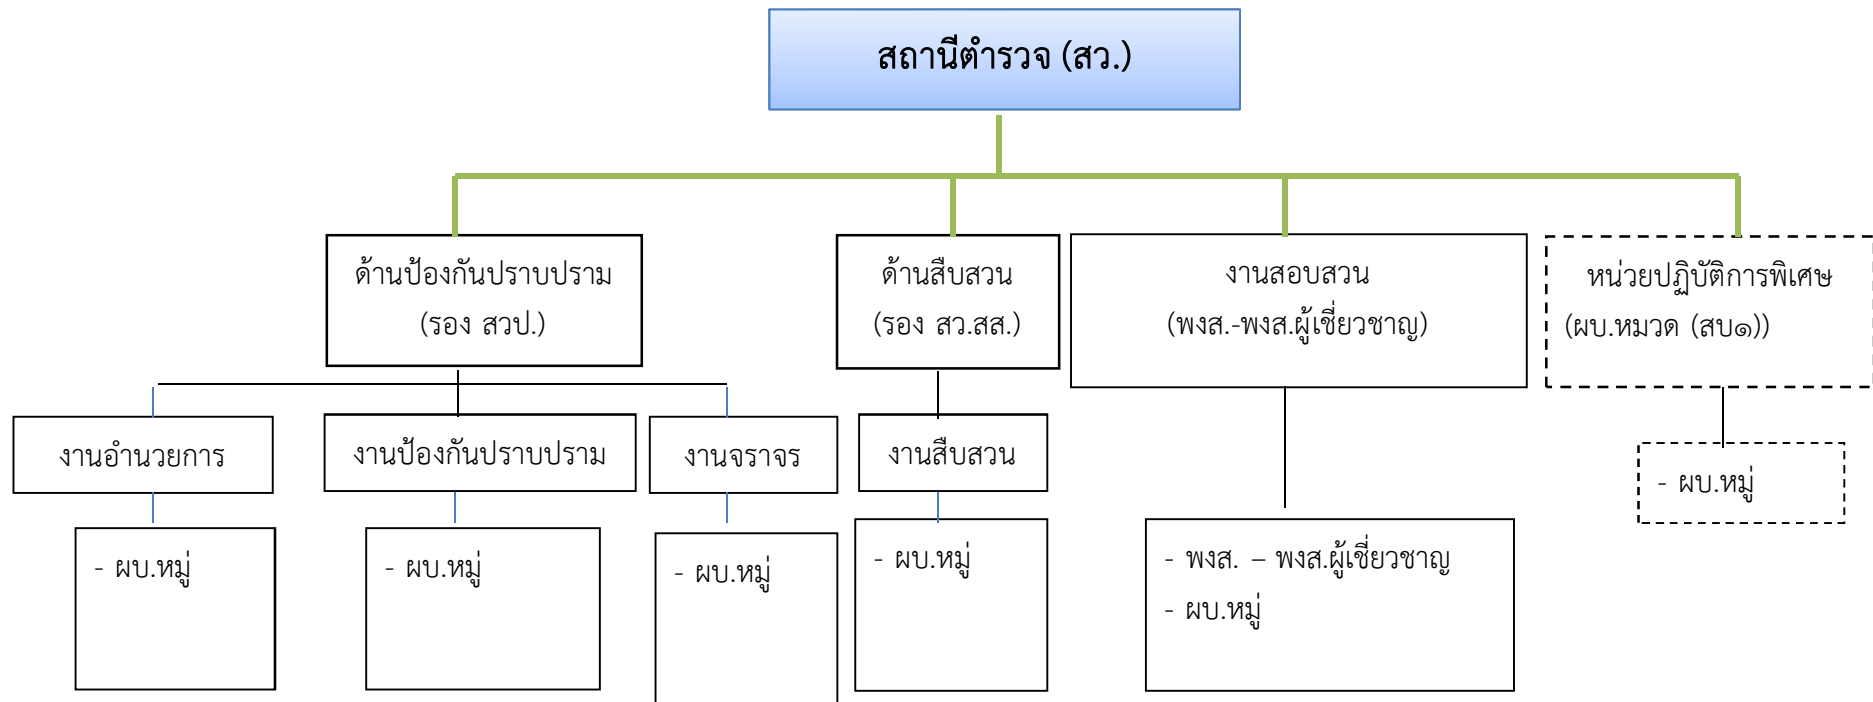 สถานีตำรวจ (สว.)
ด้านป้องกันปราบปราม
(รอง สวป.)
ด้านสืบสวน
(รอง สว.สส.)
งานสอบสวน
(พงส.-พงส.ผู้เชี่ยวชาญ)
หน่วยปฏิบัติการพิเศษ
(ผบ.หมวด (สบ๑))
งานอำนวยการ
งานป้องกันปราบปราม
งานจราจร
งานสืบสวน
- ผบ.หมู่
- ผบ.หมู่
- ผบ.หมู่
- ผบ.หมู่
- พงส. – พงส.ผู้เชี่ยวชาญ
- ผบ.หมู่
- ผบ.หมู่